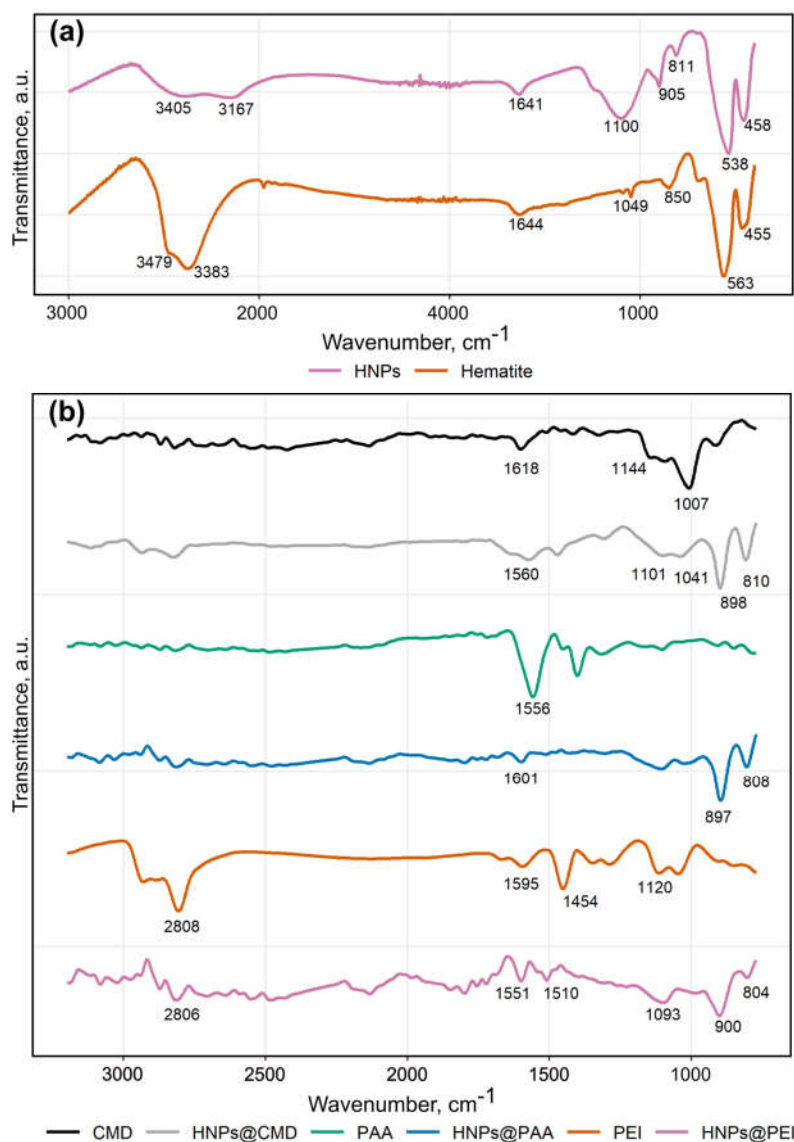 (a)
Transmittance, a.u.
3405 3167 1641 1100 905 811 538 458
3479 3383 1644 1049 850 563 455
3000 2000 4000 1000
Wavenumber, cm-1
HNPs Hematite
(b)
Transmittance, a.u.
1618 1144 1007
1560 1101 1041 898 810
1556
1601 897 808
2808 1595 1454 1120
2806 1551 1510 1093 900 804
3000 2500 2000 1500 1000
Wavenumber, cm-1
CMD HNPs@CMD PAA HNPs@PAA PEI HNPs@PEI